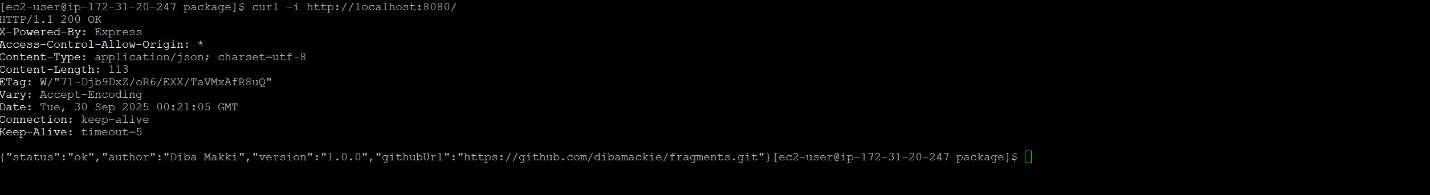 [ec2-user@ip-172-31-20-247 package]$ curl -i http://localhost:8080/
HTTP/1.1 200 OK
X-Powered-By: Express
Access-Control-Allow-Origin: *
Content-Type: application/json; charset=utf-8
Content-Length: 113
ETag: W/"71-Djb9DxZ/oR6/EXX/TaVMxAfR8uQ"
Vary: Accept-Encoding
Date: Tue, 30 Sep 2025 00:21:05 GMT
Connection: keep-alive
Keep-Alive: timeout=5
{"status":"ok","author":"Diba Makki","version":"1.0.0","githubUrl":"https://github.com/dibamackie/fragments.git"}[ec2-user@ip-172-31-20-247 package]$